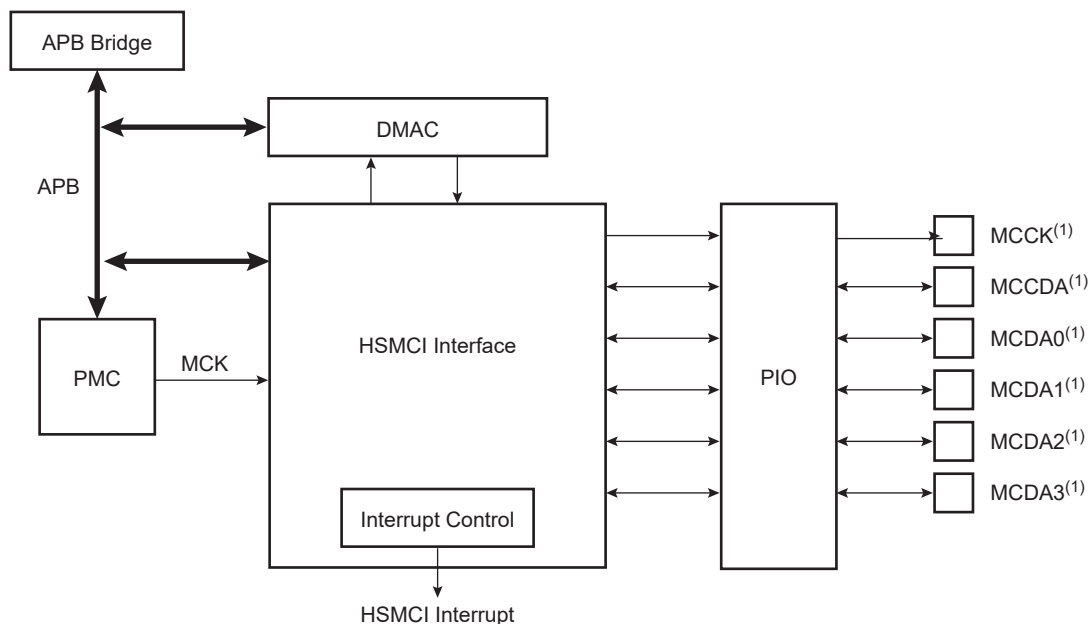 APB Bridge
DMAC
APB
MCCK(1)
MCCDA(1)
HSMCI Interface
MCDA0(1)
MCK
PMC
PIO
MCDA1(1)
MCDA2(1)
MCDA3(1)
Interrupt Control
HSMCI Interrupt